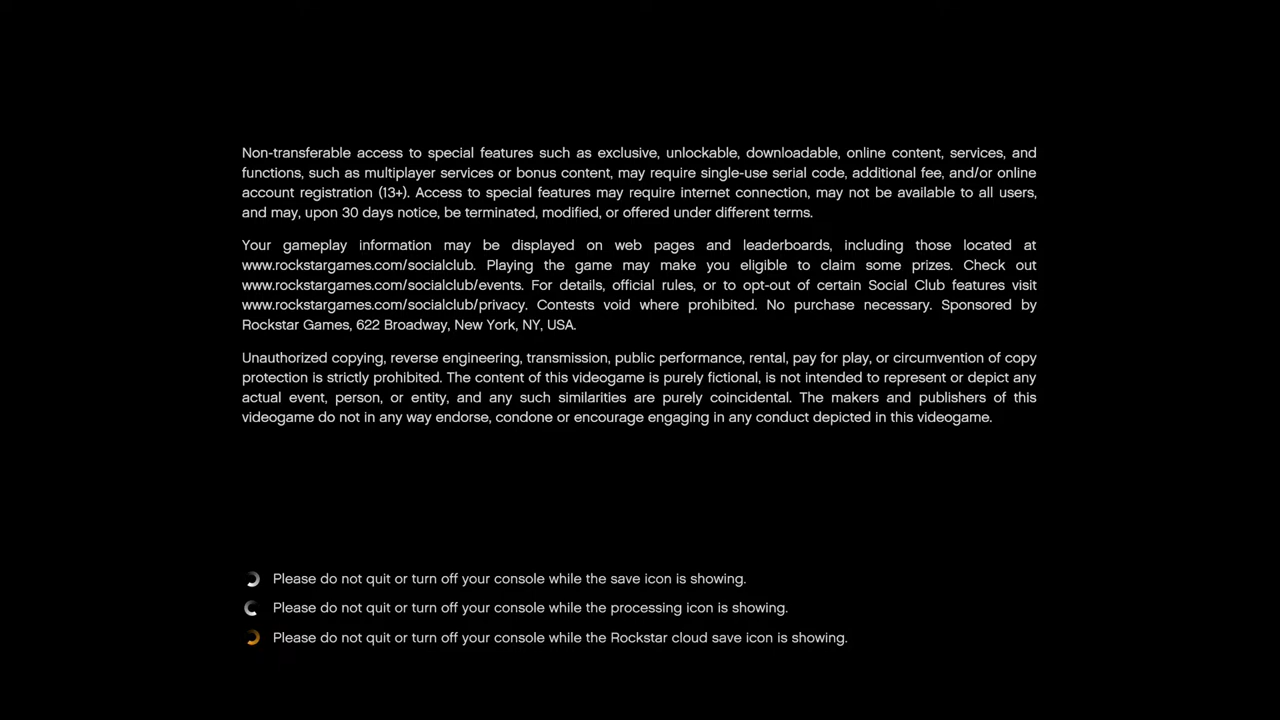 Non-transferable access to special features such as exclusive, unlockable, downloadable, online content, services, and
functions, such as multiplayer services or bonus content, may require single-use serial code, additional fee, and/or online
account registration (13+). Access to special features may require internet connection, may not be available to all users,
and may, upon 30 days notice, be terminated, modified, or offered under different terms.
Your gameplay information may be displayed on web pages and leaderboards, including those located at
www.rockstargames.com/socialclub. Playing the game may make you eligible to claim some prizes. Check out
www.rockstargames.com/socialclub/events. For details, official rules, or to opt-out of certain Social Club features visit
www.rockstargames.com/socialclub/privacy. Contests void where prohibited. No purchase necessary. Sponsored by
Rockstar Games, 622 Broadway, New York, NY, USA.
Unauthorized copying, reverse engineering, transmission, public performance, rental, pay for play, or circumvention of copy
protection is strictly prohibited. The content of this videogame is purely fictional, is not intended to represent or depict any
actual event, person, or entity, and any such similarities are purely coincidental. The makers and publishers of this
videogame do not in any way endorse, condone or encourage engaging in any conduct depicted in this videogame.
Please do not quit or turn off your console while the save icon is showing.
Please do not quit or turn off your console while the processing icon is showing.
Please do not quit or turn off your console while the Rockstar cloud save icon is showing.